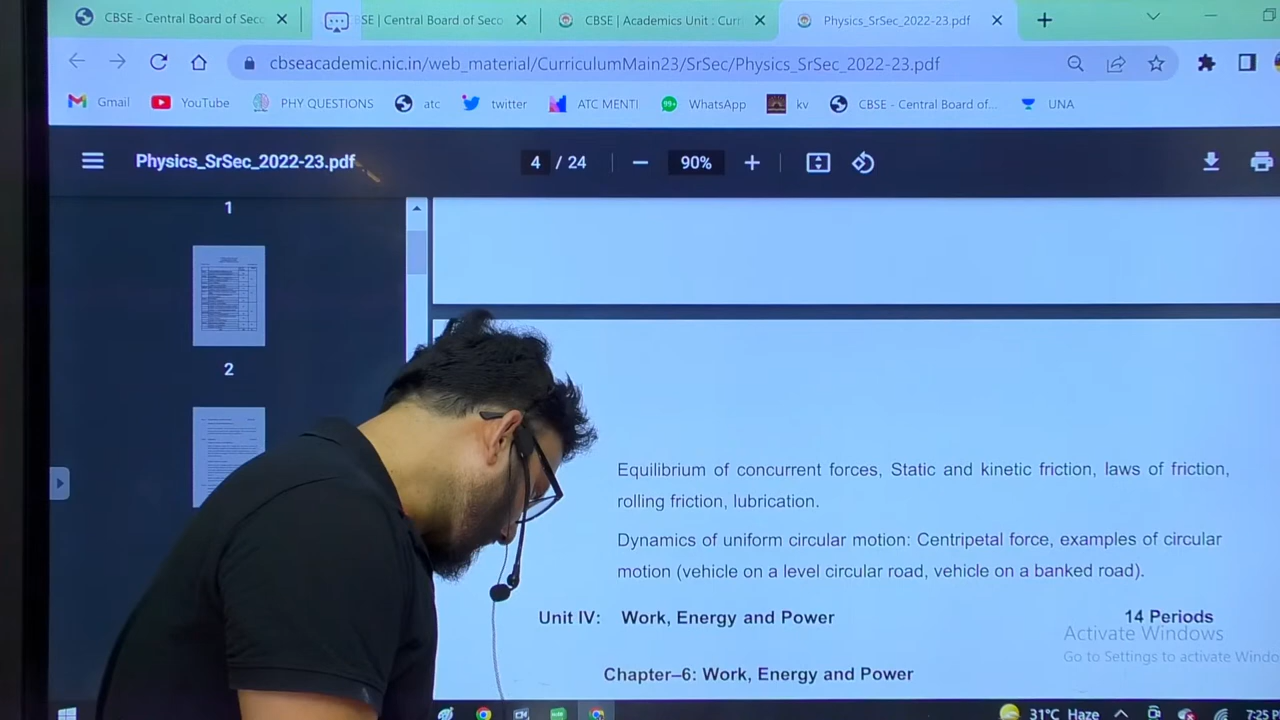 CBSE - Central Board of Secc
SE | Central Board of Seco
CBSE | Academics Unit : Curri
Physics_SrSec_2022-23.pdf
cbseacademic.nic.in/web_material/CurriculumMain23/SrSec/Physics_SrSec_2022-23.pdf
Gmail
YouTube
PHY QUESTIONS
atc
twitter
ATC MENTI
99+
WhatsApp
kv
CBSE - Central Board of...
UNA
Physics_SrSec_2022-23.pdf
4 / 24
90%
1
2
Equilibrium of concurrent forces, Static and kinetic friction, laws of friction,
rolling friction, lubrication.
Dynamics of uniform circular motion: Centripetal force, examples of circular
motion (vehicle on a level circular road, vehicle on a banked road).
Unit IV: Work, Energy and Power 14 Periods
Activate Windows
Go to Settings to activate Windo
Chapter–6: Work, Energy and Power
31°C Haze
7:25 P